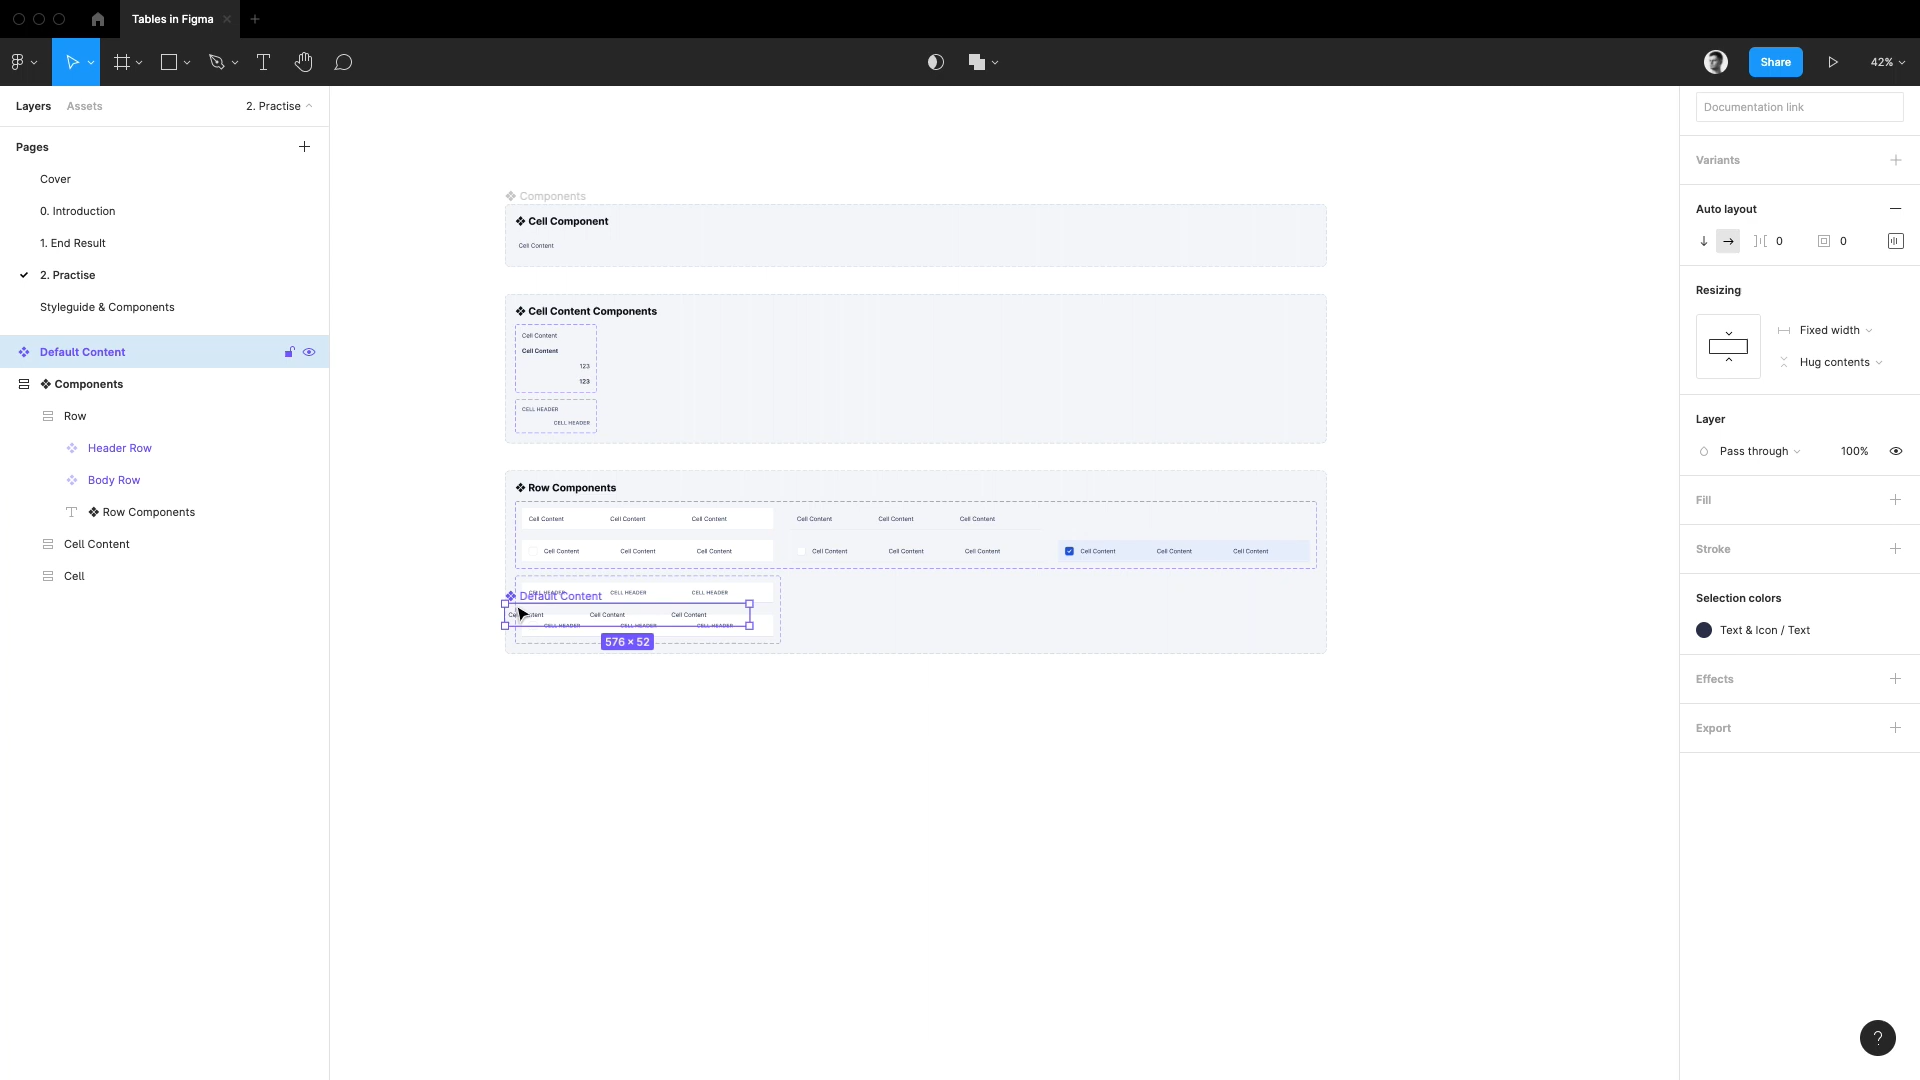 Tables in Figma
Share
42%
Layers
Assets
2. Practise
Pages
Cover
0. Introduction
1. End Result
2. Practise
Styleguide & Components
Default Content
Components
Row
Header Row
Body Row
Row Components
Cell Content
Cell
Components
Cell Component
Cell Content
Cell Content Components
Cell Content
Cell Content
123
123
CELL HEADER
CELL HEADER
Row Components
Cell Content Cell Content Cell Content Cell Content Cell Content Cell Content
Cell Content Cell Content Cell Content Cell Content Cell Content Cell Content Cell Content Cell Content Cell Content
CELL HEADER CELL HEADER CELL HEADER
Default Content
Cell Content Cell Content Cell Content
CELL HEADER CELL HEADER CELL HEADER
576 × 52
Documentation link
Variants
Auto layout
0
0
Resizing
Fixed width
Hug contents
Layer
Pass through
100%
Fill
Stroke
Selection colors
Text & Icon / Text
Effects
Export
?